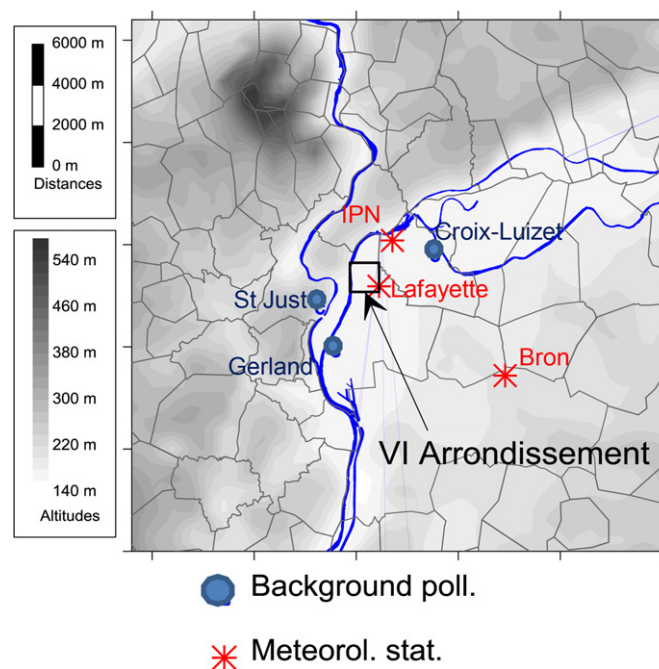 6000 m
4000 m
2000 m
0 m
Distances
540 m
460 m
380 m
300 m
220 m
140 m
Altitudes
IPN
Croix-Luizet
St Just
Lafayette
Gerland
Bron
VI Arrondissement
Background poll.
Meteorol. stat.